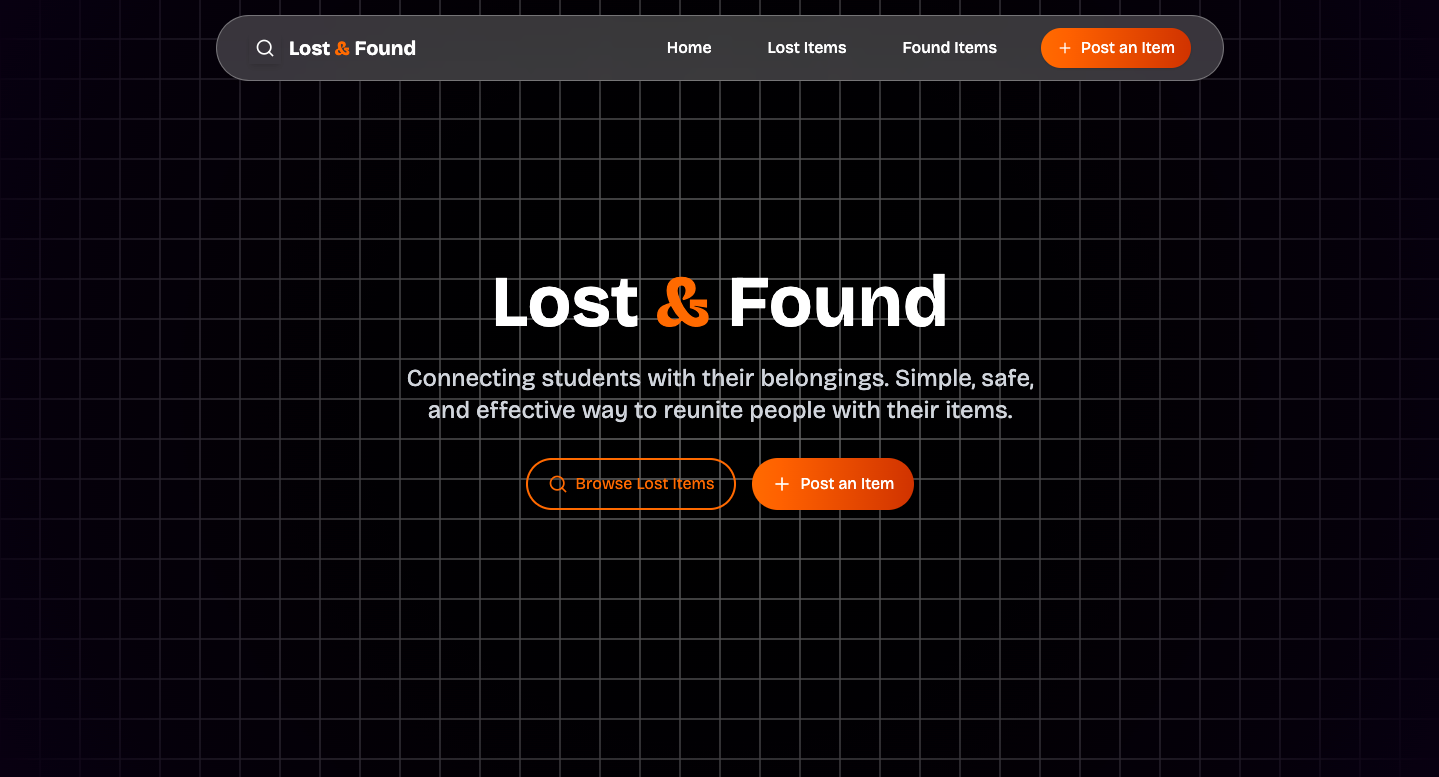 Lost & Found
Home
Lost Items
Found Items
Post an Item
Lost & Found
Connecting students with their belongings. Simple, safe,
and effective way to reunite people with their items.
Browse Lost Items
Post an Item